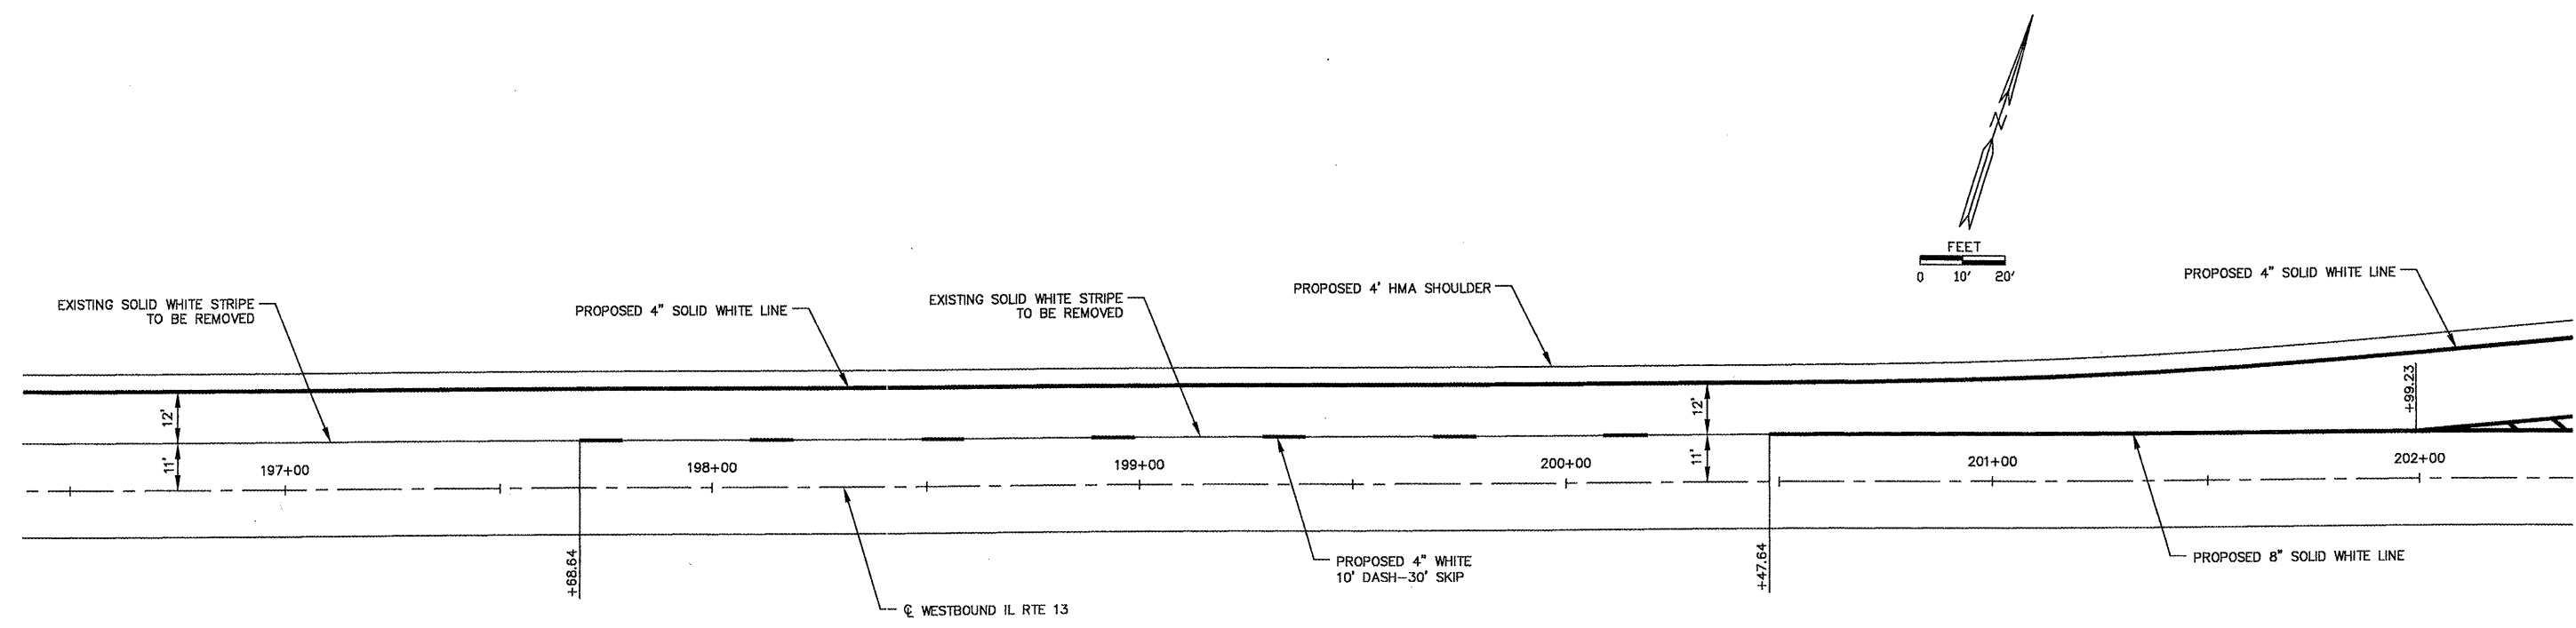 N
FEET
0 10' 20'
EXISTING SOLID WHITE STRIPE
TO BE REMOVED
PROPOSED 4" SOLID WHITE LINE
EXISTING SOLID WHITE STRIPE
TO BE REMOVED
PROPOSED 4' HMA SHOULDER
PROPOSED 4" SOLID WHITE LINE
12'
12'
+99.23
11'
11'
197+00
198+00
199+00
200+00
201+00
202+00
+68.64
+47.64
PROPOSED 4" WHITE
10' DASH-30' SKIP
PROPOSED 8" SOLID WHITE LINE
℄ WESTBOUND IL RTE 13